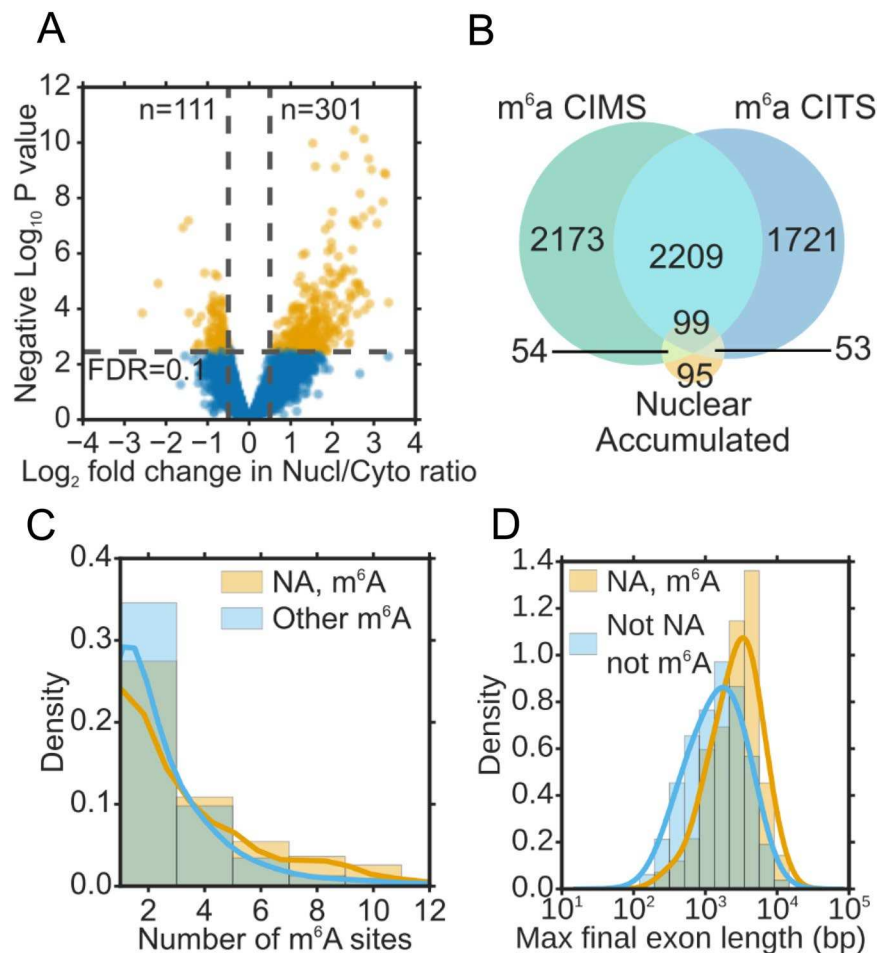 A
12
10
8
6
4
2
0
n=111
n=301
FDR=0.1
Negative Log₁₀ P value
−4 −3 −2 −1 0 1 2 3 4
Log₂ fold change in Nucl/Cyto ratio
B
m⁶a CIMS
m⁶a CITS
2173
2209
1721
99
54
53
95
Nuclear
Accumulated
C
0.4
0.3
0.2
0.1
0.0
Density
NA, m⁶A
Other m⁶A
2 4 6 8 10 12
Number of m⁶A sites
D
1.4
1.2
1.0
0.8
0.6
0.4
0.2
0.0
Density
NA, m⁶A
Not NA
not m⁶A
10¹ 10² 10³ 10⁴ 10⁵
Max final exon length (bp)